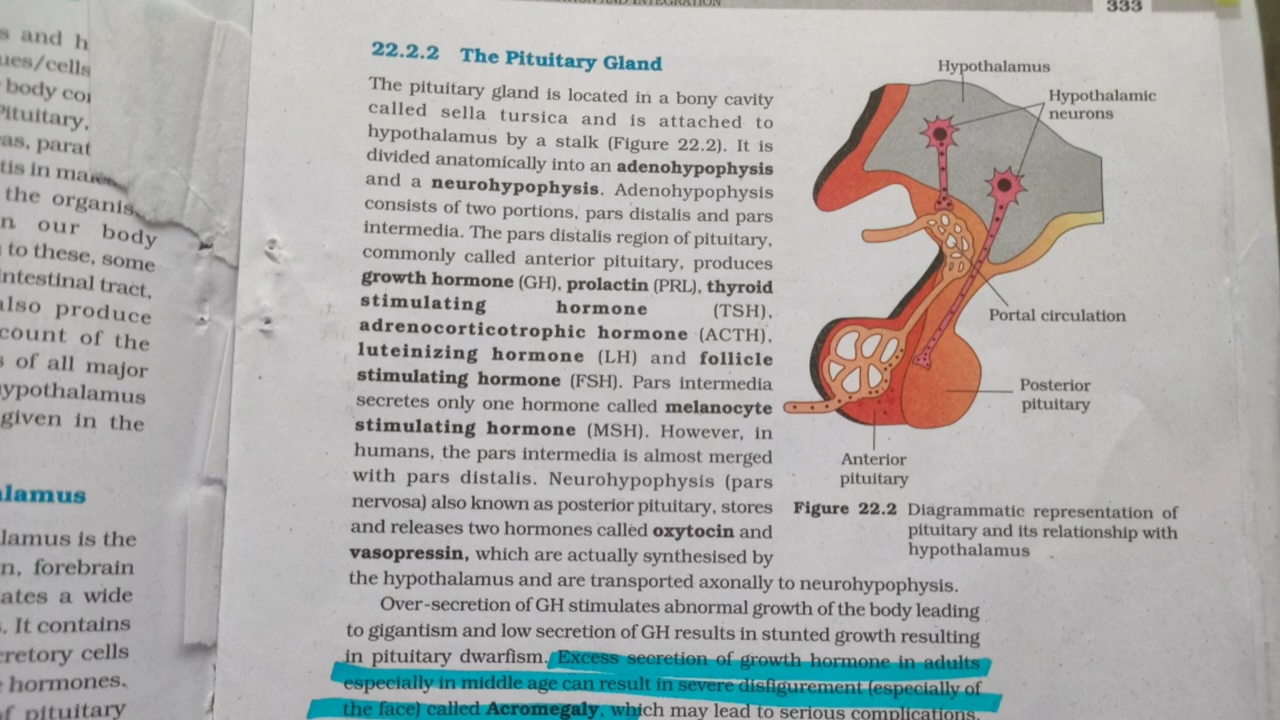 INTEGRATION
333
s and h
ues/cells
body co
Pituitary,
as, parat
tis in ma
the organis
n our body
to these, some
intestinal tract,
also produce
count of the
s of all major
hypothalamus
given in the
alamus
lamus is the
n, forebrain
ates a wide
. It contains
cretory cells
hormones.
of pituitary
22.2.2 The Pituitary Gland
The pituitary gland is located in a bony cavity
called sella tursica and is attached to
hypothalamus by a stalk (Figure 22.2). It is
divided anatomically into an adenohypophysis
and a neurohypophysis. Adenohypophysis
consists of two portions, pars distalis and pars
intermedia. The pars distalis region of pituitary,
commonly called anterior pituitary, produces
growth hormone (GH), prolactin (PRL), thyroid
stimulating hormone (TSH),
adrenocorticotrophic hormone (ACTH),
luteinizing hormone (LH) and follicle
stimulating hormone (FSH). Pars intermedia
secretes only one hormone called melanocyte
stimulating hormone (MSH). However, in
humans, the pars intermedia is almost merged
with pars distalis. Neurohypophysis (pars
nervosa) also known as posterior pituitary, stores
and releases two hormones called oxytocin and
vasopressin, which are actually synthesised by
the hypothalamus and are transported axonally to neurohypophysis.
Over-secretion of GH stimulates abnormal growth of the body leading
to gigantism and low secretion of GH results in stunted growth resulting
in pituitary dwarfism. Excess secretion of growth hormone in adults
especially in middle age can result in severe disfigurement (especially of
the face) called Acromegaly, which may lead to serious complications,
Hypothalamus
Hypothalamic
neurons
Portal circulation
Posterior
pituitary
Anterior
pituitary
Figure 22.2 Diagrammatic representation of
pituitary and its relationship with
hypothalamus